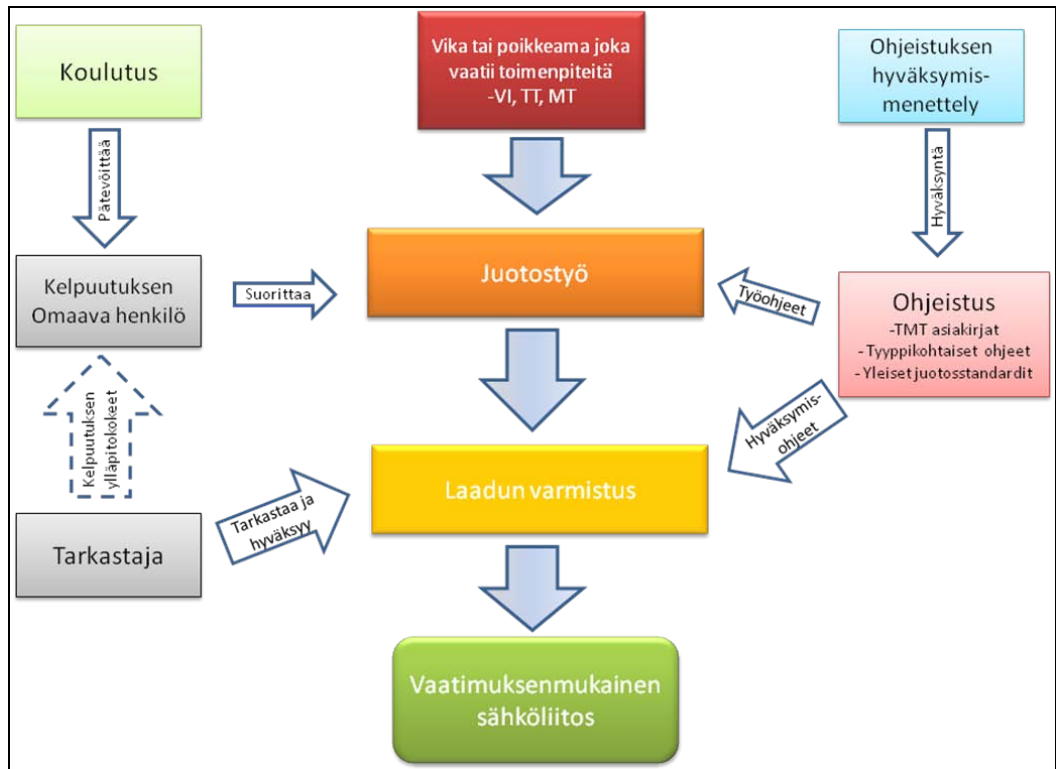 Koulutus
Vika tai poikkeama joka
vaatii toimenpiteitä
-VI, TT, MT
Ohjeistuksen
hyväksymis-
menettely
Pätevöittää
Hyväksyntä
Kelpuutuksen
Omaava henkilö
Suorittaa
Juotostyö
Työohjeet
Ohjeistus
-TMT asiakirjat
- Tyyppikohtaiset ohjeet
- Yleiset juotosstandardit
Kelpuutuksen
ylläpitokokeet
Hyväksymis-
ohjeet
Laadun varmistus
Tarkastaa ja
hyväksyy
Tarkastaja
Vaatimuksenmukainen
sähköliitos